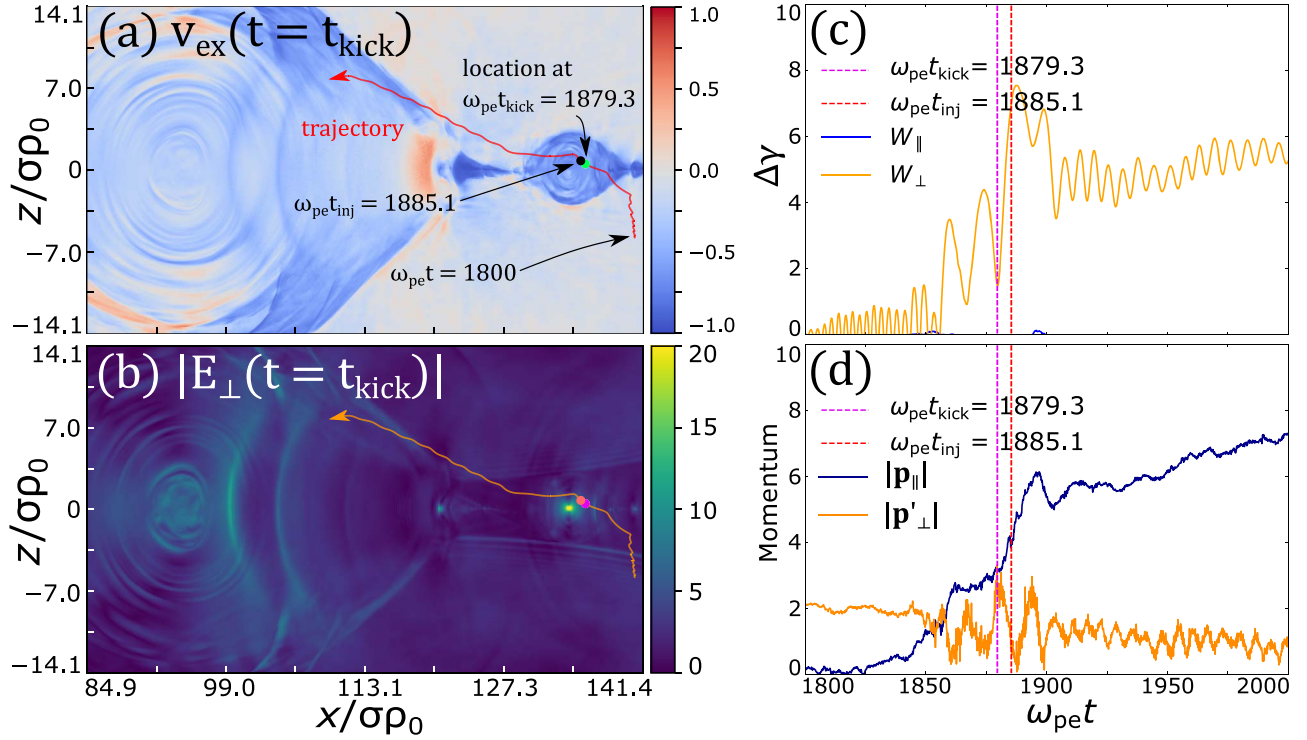 (a) v_ex(t = t_kick)
14.1
7.0
0
−7.0
−14.1
z/σρ₀
location at
ω_pe t_kick = 1879.3
trajectory
ω_pe t_inj = 1885.1
ω_pe t = 1800
1.0
0.5
0.0
−0.5
−1.0
(b) |E_⊥(t = t_kick)|
14.1
7.0
0
−7.0
−14.1
z/σρ₀
84.9
99.0
113.1
127.3
141.4
x/σρ₀
20
15
10
5
0
(c)
10
8
6
4
2
0
Δγ
ω_pe t_kick = 1879.3
ω_pe t_inj = 1885.1
W_∥
W_⊥
(d)
10
8
6
4
2
0
Momentum
ω_pe t_kick = 1879.3
ω_pe t_inj = 1885.1
|p_∥|
|p'_⊥|
1800
1850
1900
1950
2000
ω_pe t